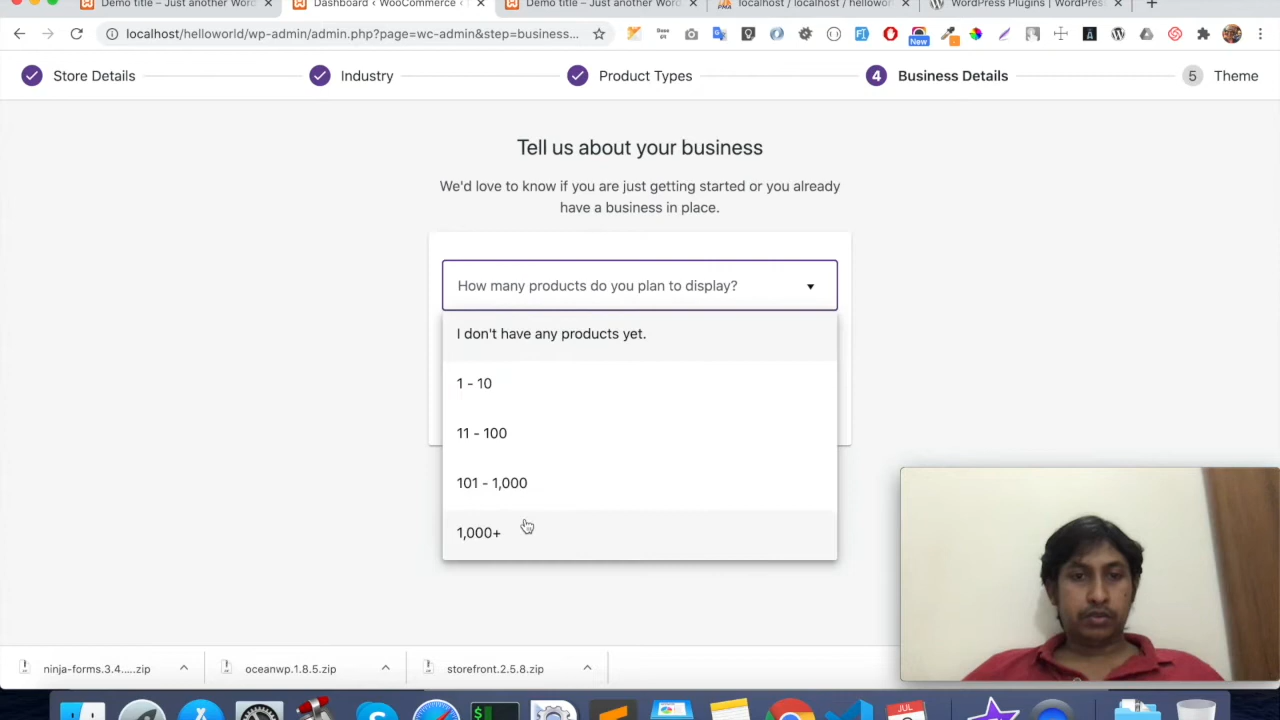 Demo title – Just another Wor
Dashboard ‹ WooCommerce ‹
Demo title – Just another Word
localhost / localhost / hellowor
WordPress Plugins | WordPres
localhost/helloworld/wp-admin/admin.php?page=wc-admin&step=business...
New
Store Details
Industry
Product Types
4 Business Details
5 Theme
Tell us about your business
We'd love to know if you are just getting started or you already
have a business in place.
How many products do you plan to display?
I don't have any products yet.
1 - 10
11 - 100
101 - 1,000
1,000+
ninja-forms.3.4.....zip
oceanwp.1.8.5.zip
storefront.2.5.8.zip
JUL